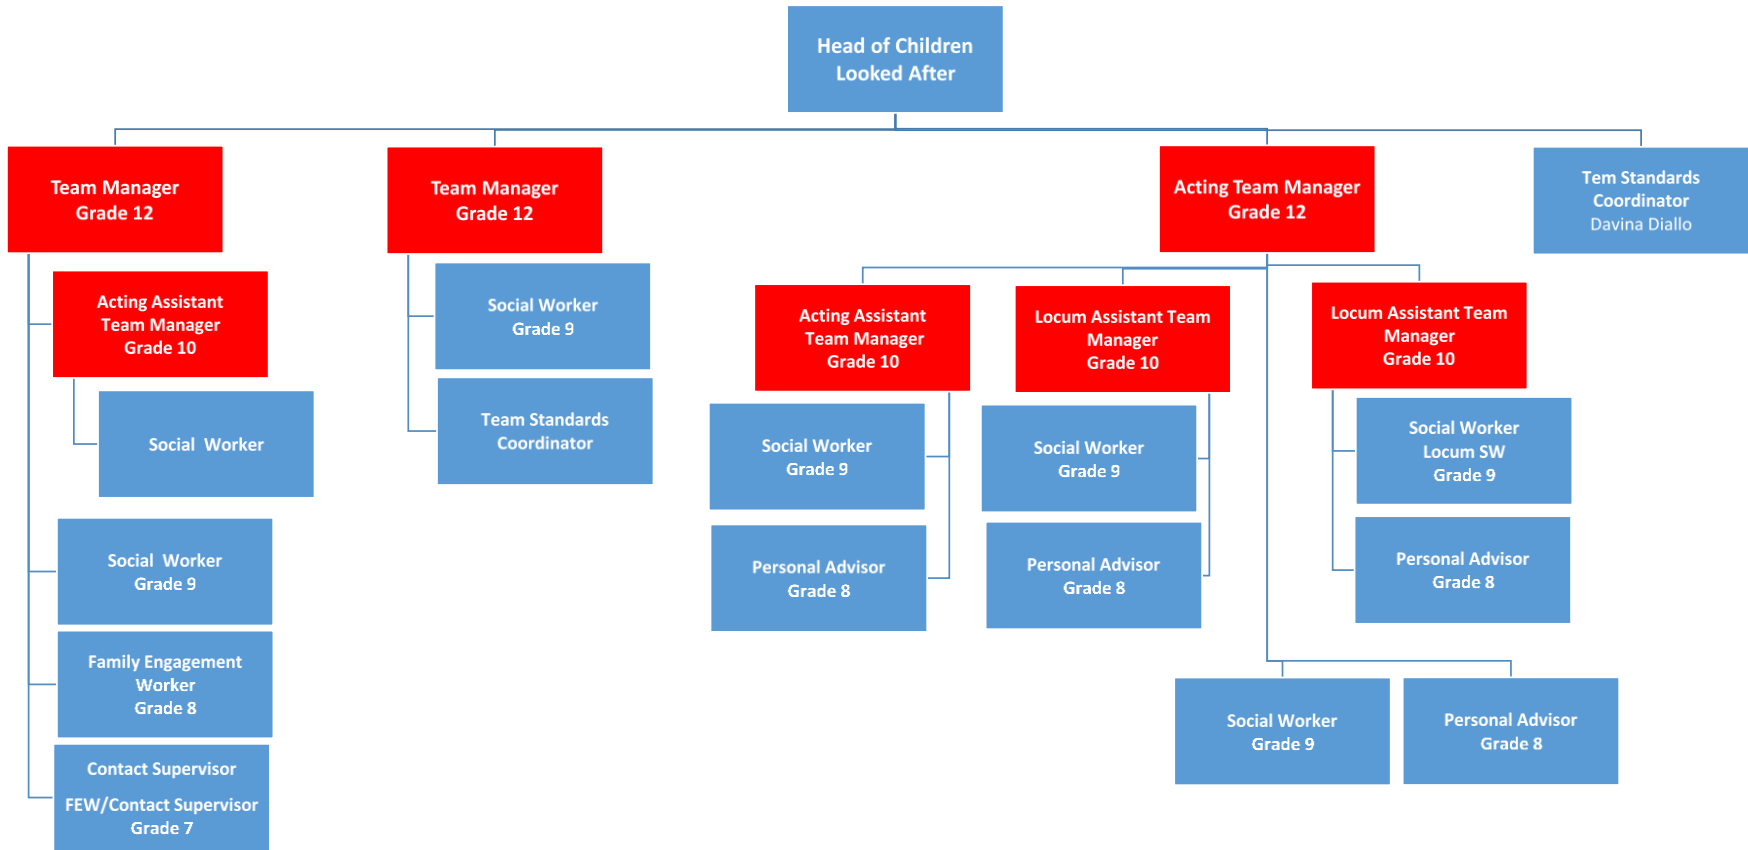 Head of Children
Looked After
Team Manager
Grade 12
Team Manager
Grade 12
Acting Team Manager
Grade 12
Tem Standards
Coordinator
Davina Diallo
Acting Assistant
Team Manager
Grade 10
Social Worker
Social Worker
Grade 9
Family Engagement
Worker
Grade 8
Contact Supervisor
FEW/Contact Supervisor
Grade 7
Social Worker
Grade 9
Team Standards
Coordinator
Acting Assistant
Team Manager
Grade 10
Social Worker
Grade 9
Personal Advisor
Grade 8
Locum Assistant Team
Manager
Grade 10
Social Worker
Grade 9
Personal Advisor
Grade 8
Locum Assistant Team
Manager
Grade 10
Social Worker
Locum SW
Grade 9
Personal Advisor
Grade 8
Social Worker
Grade 9
Personal Advisor
Grade 8